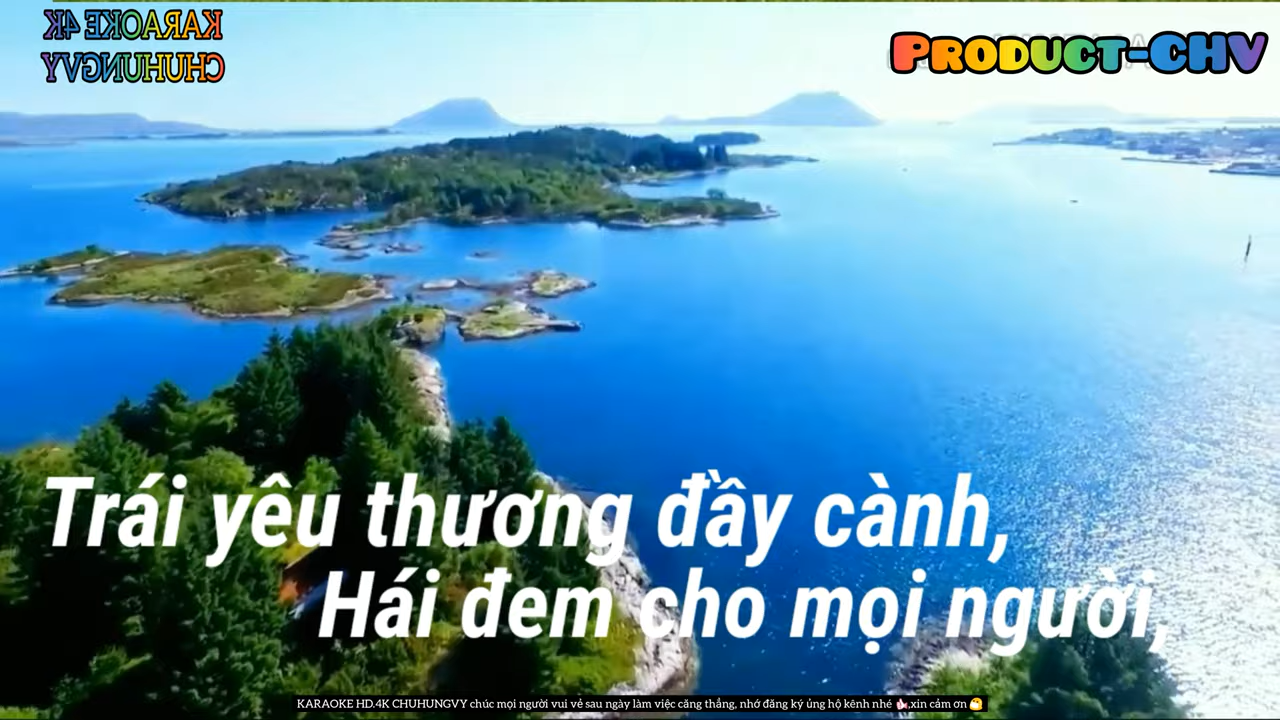 KARAOKE 4K
CHUHUNGVY
PRODUCT-CHV
Trái yêu thương đầy cành,
Hái đem cho mọi người,
KARAOKE HD.4K CHUHUNGVY chúc mọi người vui vẻ sau ngày làm việc căng thẳng, nhớ đăng ký ủng hộ kênh nhé 👍,xin cảm ơn 😄